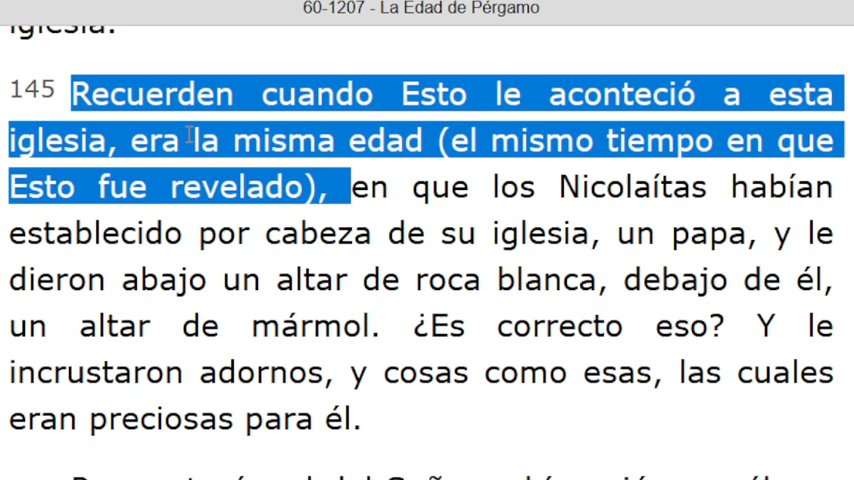 60-1207 - La Edad de Pérgamo
iglesia.
145 Recuerden cuando Esto le aconteció a esta
iglesia, era la misma edad (el mismo tiempo en que
Esto fue revelado), en que los Nicolaítas habían
establecido por cabeza de su iglesia, un papa, y le
dieron abajo un altar de roca blanca, debajo de él,
un altar de mármol. ¿Es correcto eso? Y le
incrustaron adornos, y cosas como esas, las cuales
eran preciosas para él.